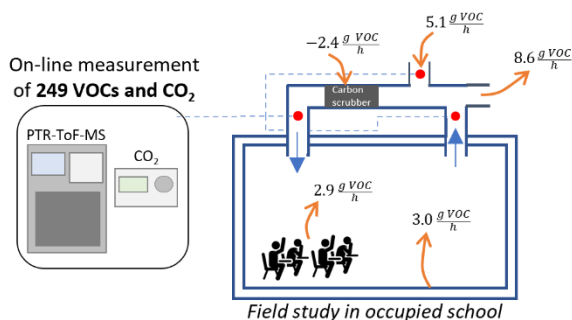 On-line measurement
of 249 VOCs and CO₂
PTR-ToF-MS
CO₂
−2.4 g VOC/h
5.1 g VOC/h
8.6 g VOC/h
Carbon
scrubber
2.9 g VOC/h
3.0 g VOC/h
Field study in occupied school